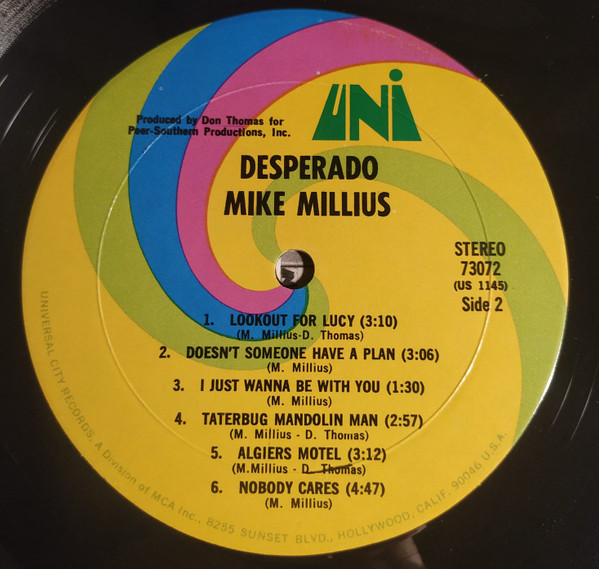 UNI
Produced by Don Thomas for
Peer-Southern Productions, Inc.
DESPERADO
MIKE MILLIUS
STEREO
73072
(US 1145)
Side 2
1. LOOKOUT FOR LUCY (3:10)
(M. Millius-D. Thomas)
2. DOESN'T SOMEONE HAVE A PLAN (3:06)
(M. Millius)
3. I JUST WANNA BE WITH YOU (1:30)
(M. Millius)
4. TATERBUG MANDOLIN MAN (2:57)
(M. Millius - D. Thomas)
5. ALGIERS MOTEL (3:12)
(M.Millius - D. Thomas)
6. NOBODY CARES (4:47)
(M. Millius)
UNIVERSAL CITY RECORDS, A Division of MCA Inc., 8255 SUNSET BLVD., HOLLYWOOD, CALIF. 90046 U.S.A.